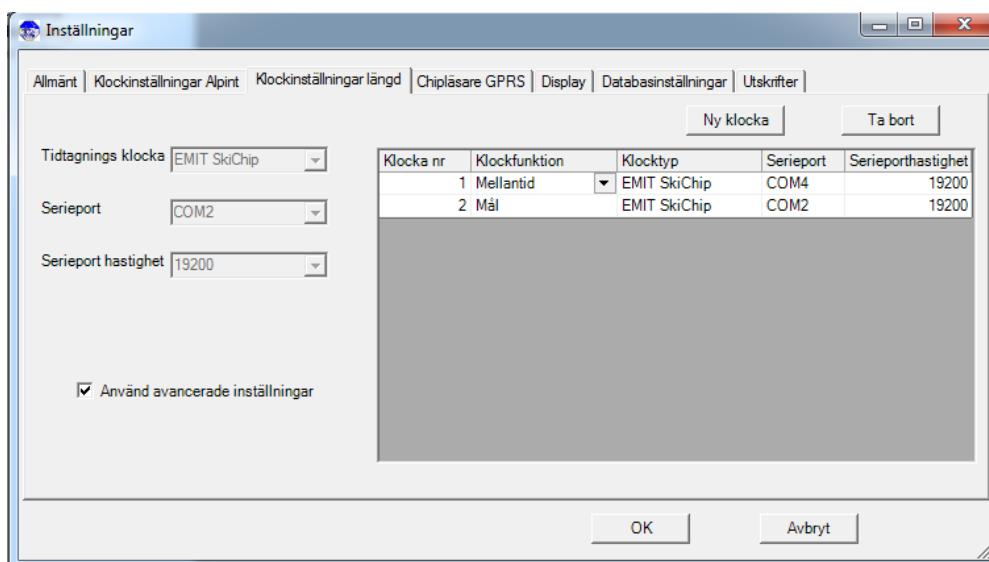 Inställningar
Allmänt Klockinställningar Alpint Klockinställningar längd Chipläsare GPRS Display Databasinställningar Utskrifter
Ny klocka Ta bort
Tidtagnings klocka EMIT SkiChip
Serieport COM2
Serieport hastighet 19200
Använd avancerade inställningar
Klocka nr Klockfunktion Klocktyp Serieport Serieporthastighet
1 Mellantid EMIT SkiChip COM4 19200
2 Mål EMIT SkiChip COM2 19200
OK Avbryt